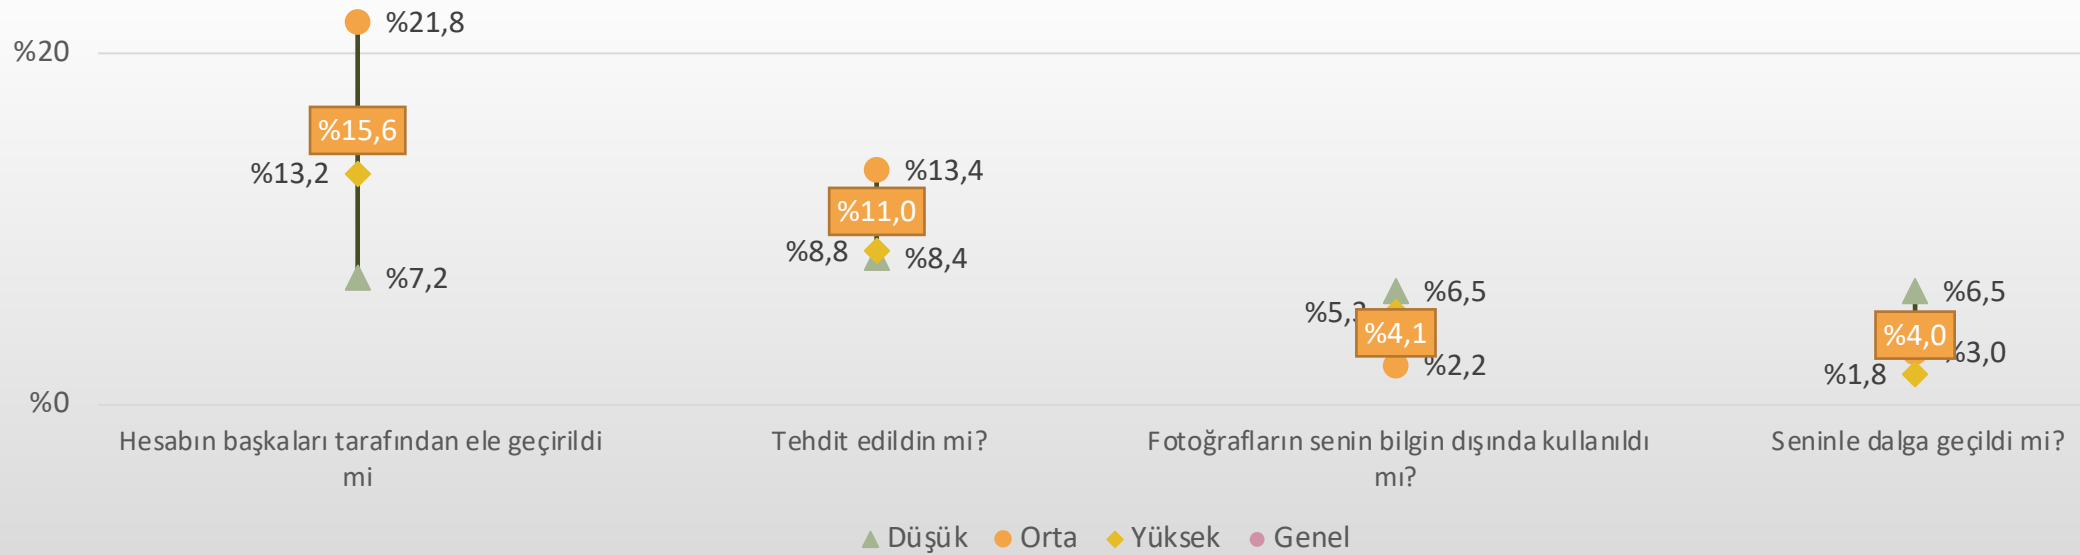 %21,8
%20
%15,6
%13,2
%7,2
%13,4
%11,0
%8,8
%8,4
%6,5
%4,1
%2,2
%6,5
%4,0
%3,0
%1,8
%0
Hesabın başkaları tarafından ele geçirildi
mi
Tehdit edildin mi?
Fotoğrafların senin bilgin dışında kullanıldı
mı?
Seninle dalga geçildi mi?
Düşük
Orta
Yüksek
Genel